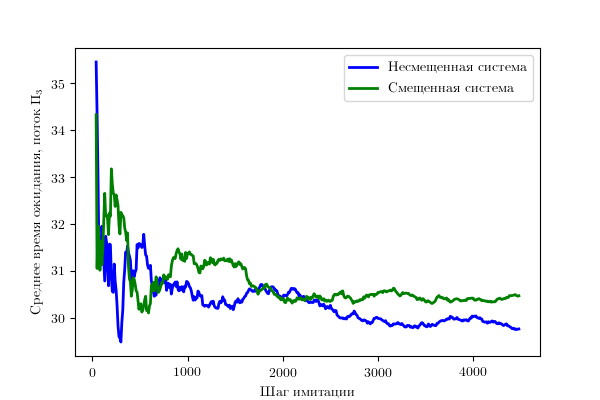 Несмещенная система
Смещенная система
Среднее время ожидания, поток П₃
35
34
33
32
31
30
0
1000
2000
3000
4000
Шаг имитации